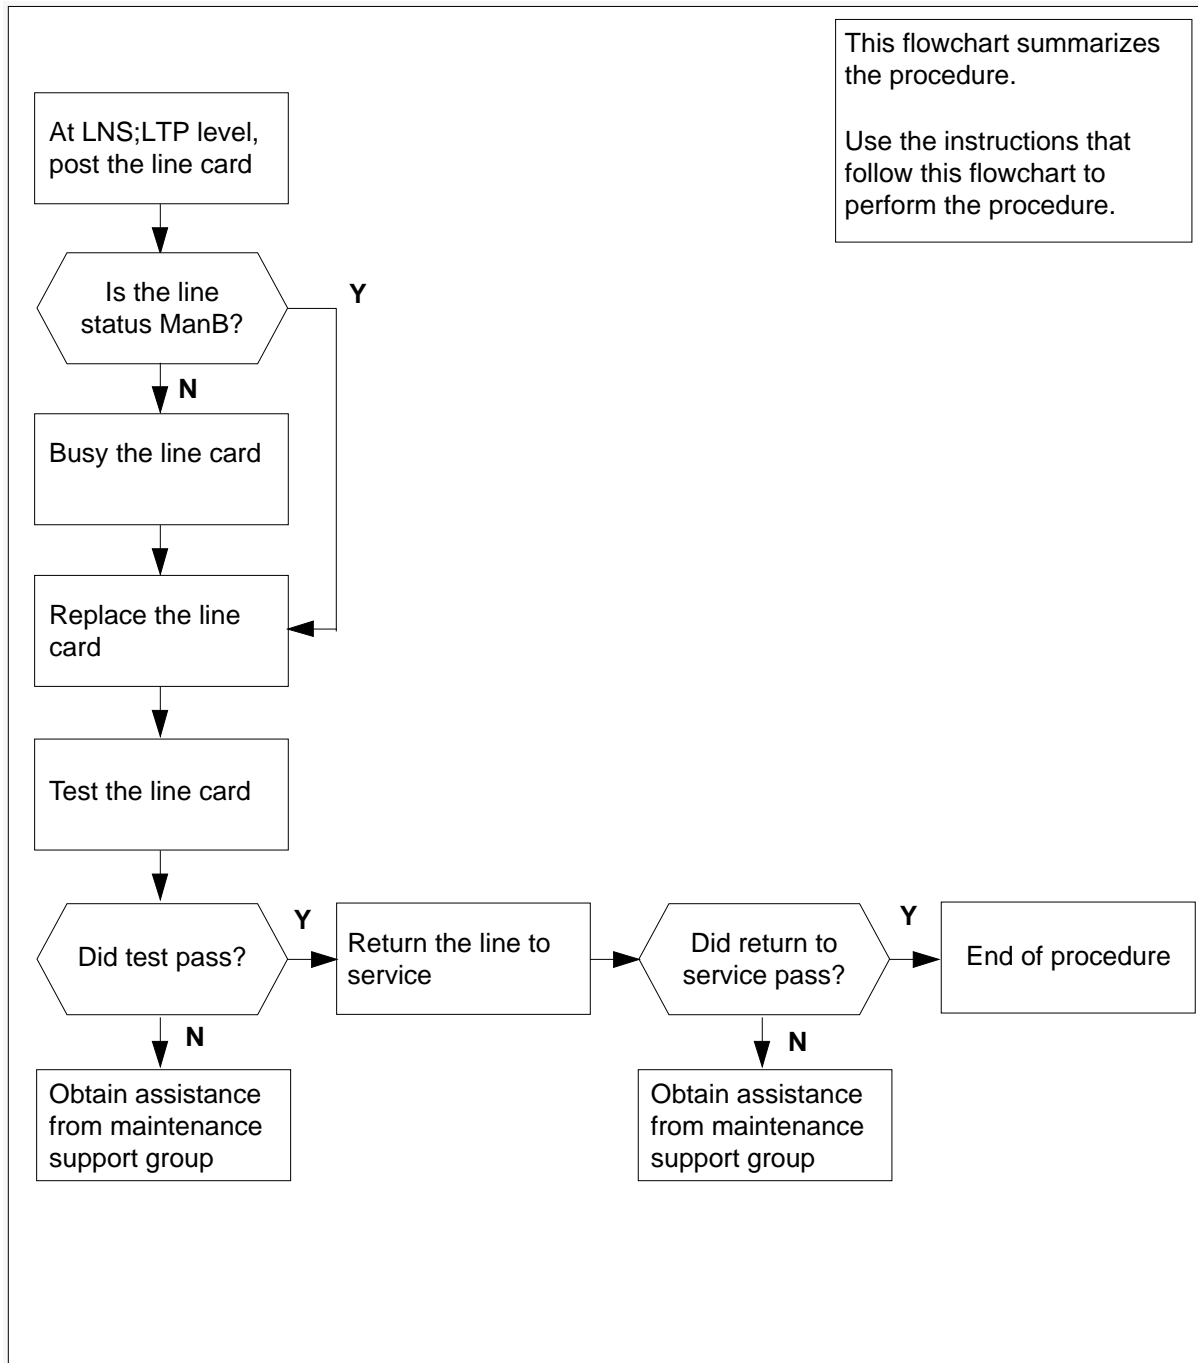 This flowchart summarizes
the procedure.
Use the instructions that
follow this flowchart to
perform the procedure.
At LNS;LTP level,
post the line card
Is the line
status ManB?
Y
N
Busy the line card
Replace the line
card
Test the line card
Did test pass?
Y
N
Return the line to
service
Did return to
service pass?
Y
N
End of procedure
Obtain assistance
from maintenance
support group
Obtain assistance
from maintenance
support group